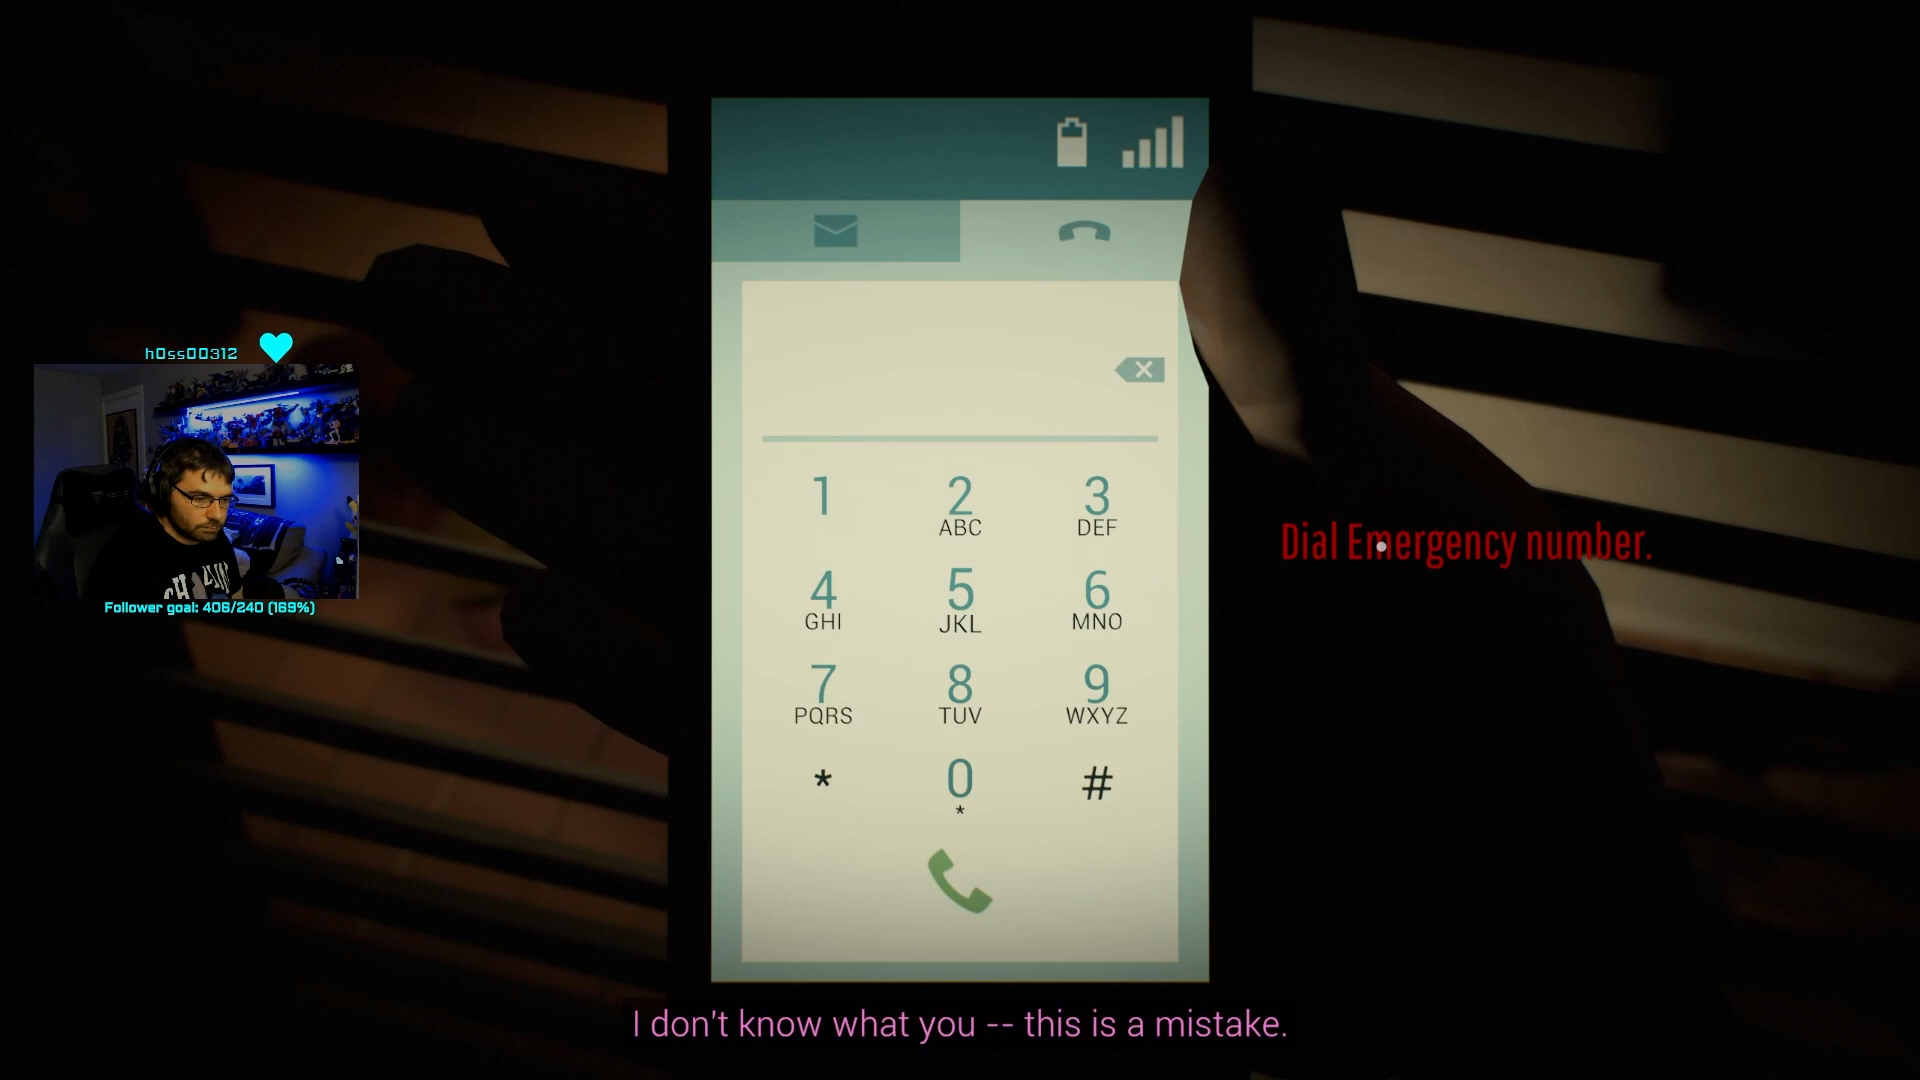 h0ss00312
Follower goal: 406/240 (169%)
1
2
ABC
3
DEF
4
GHI
5
JKL
6
MNO
7
PQRS
8
TUV
9
WXYZ
*
0
*
#
Dial Emergency number.
I don't know what you -- this is a mistake.